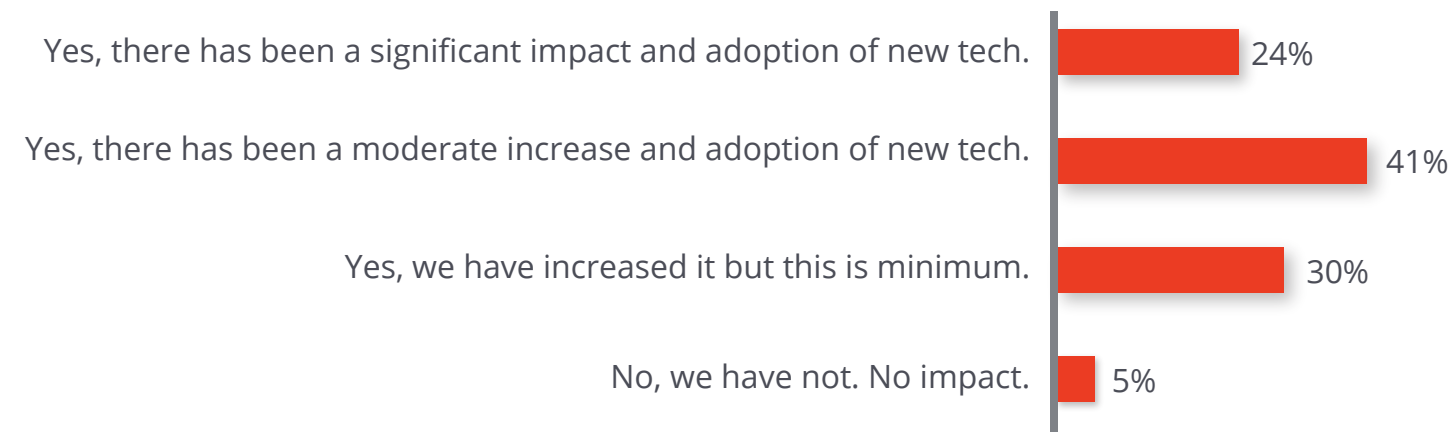 Yes, there has been a significant impact and adoption of new tech.
24%
Yes, there has been a moderate increase and adoption of new tech.
41%
Yes, we have increased it but this is minimum.
30%
No, we have not. No impact.
5%